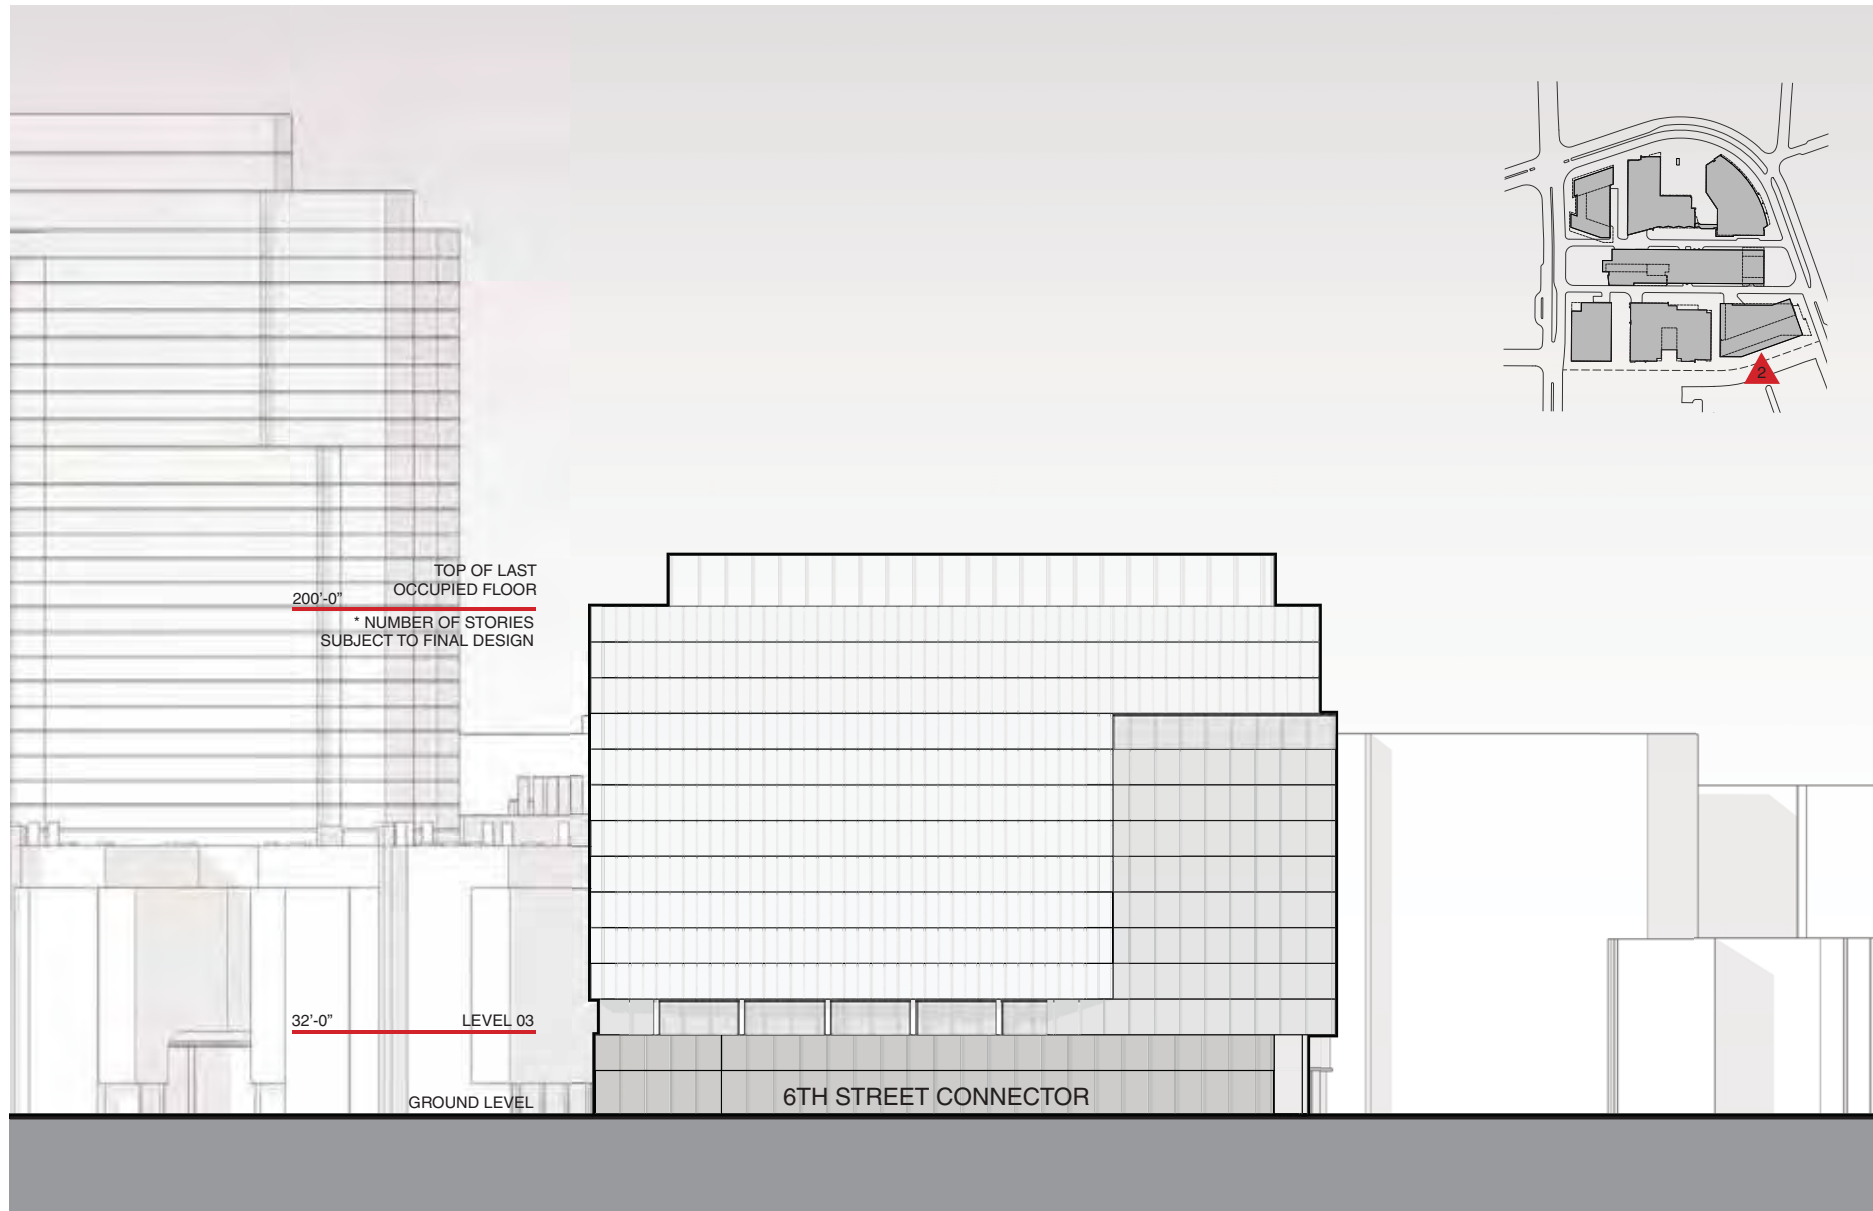 TOP OF LAST
OCCUPIED FLOOR
200'-0"
* NUMBER OF STORIES
SUBJECT TO FINAL DESIGN
32'-0"
LEVEL 03
GROUND LEVEL
6TH STREET CONNECTOR
2